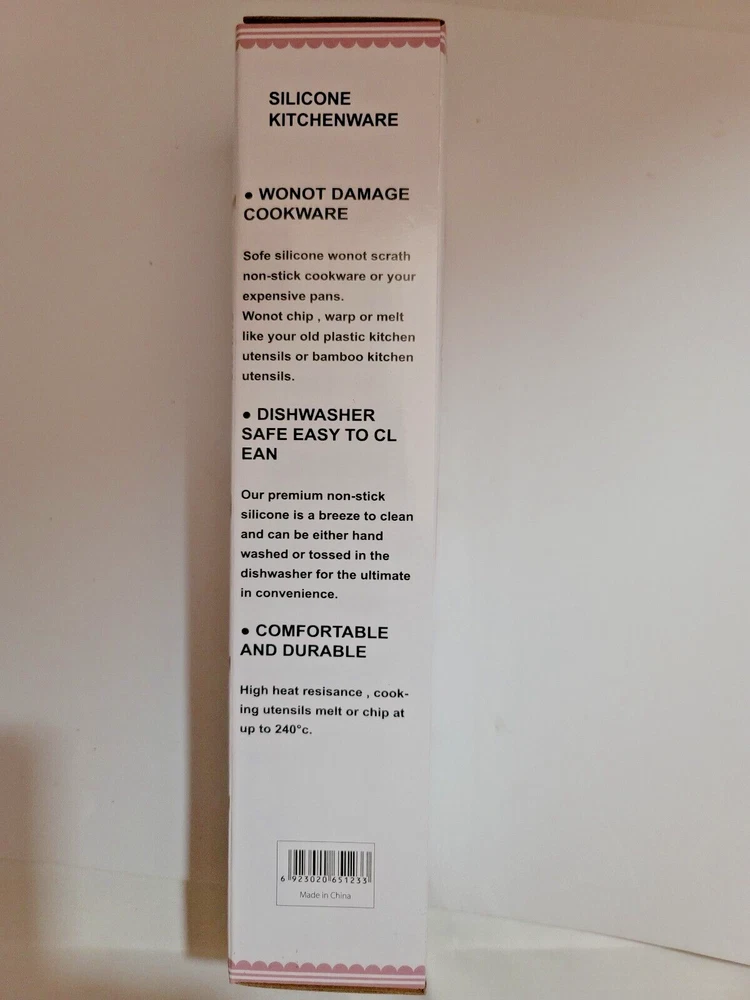 SILICONE
KITCHENWARE
● WONOT DAMAGE
COOKWARE
Sofe silicone wonot scrath
non-stick cookware or your
expensive pans.
Wonot chip , warp or melt
like your old plastic kitchen
utensils or bamboo kitchen
utensils.
● DISHWASHER
SAFE EASY TO CL
EAN
Our premium non-stick
silicone is a breeze to clean
and can be either hand
washed or tossed in the
dishwasher for the ultimate
in convenience.
● COMFORTABLE
AND DURABLE
High heat resisance , cook-
ing utensils melt or chip at
up to 240°c.
6 923020 651233
Made in China